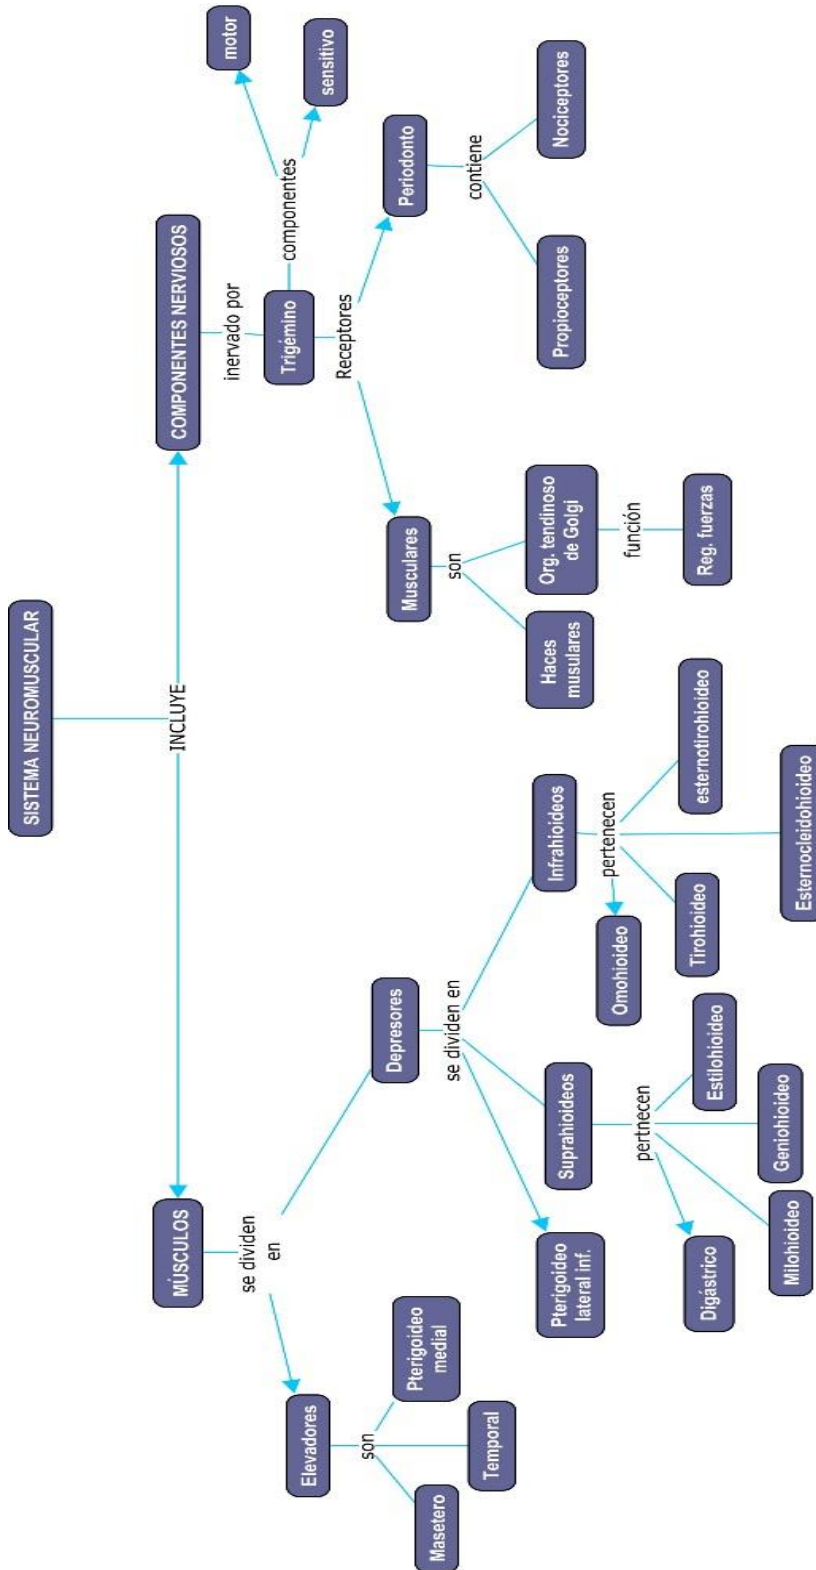 SISTEMA NEUROMUSCULAR
INCLUYE
MÚSCULOS
se dividen
en
Elevadores
son
Masetero
Temporal
Pterigoideo
medial
Depresores
se dividen en
Pterigoideo
lateral inf.
Suprahioideos
pertnecen
Digástrico
Milohioideo
Geniohioideo
Estilohioideo
Infrahioideos
pertenecen
Omohioideo
Tirohioideo
Esternocleidohioideo
esternotirohioideo
COMPONENTES NERVIOSOS
inervado por
Trigémino
componentes
motor
sensitivo
Receptores
Musculares
son
Haces
musulares
Org. tendinoso
de Golgi
función
Reg. fuerzas
Periodonto
contiene
Propioceptores
Nociceptores